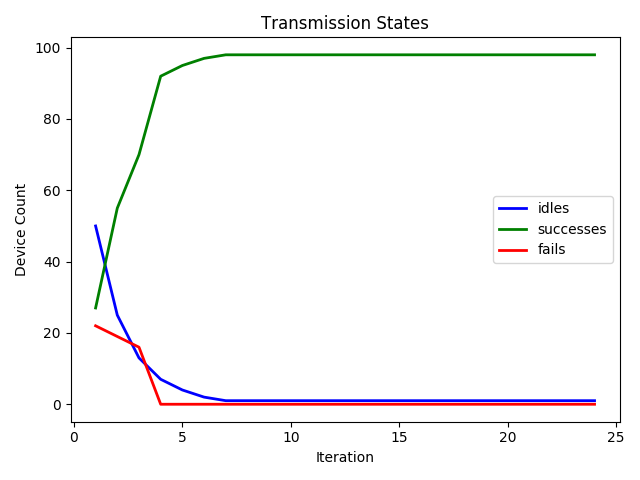 Transmission States
Device Count
100
80
60
40
20
0
idles
successes
fails
0 5 10 15 20 25
Iteration